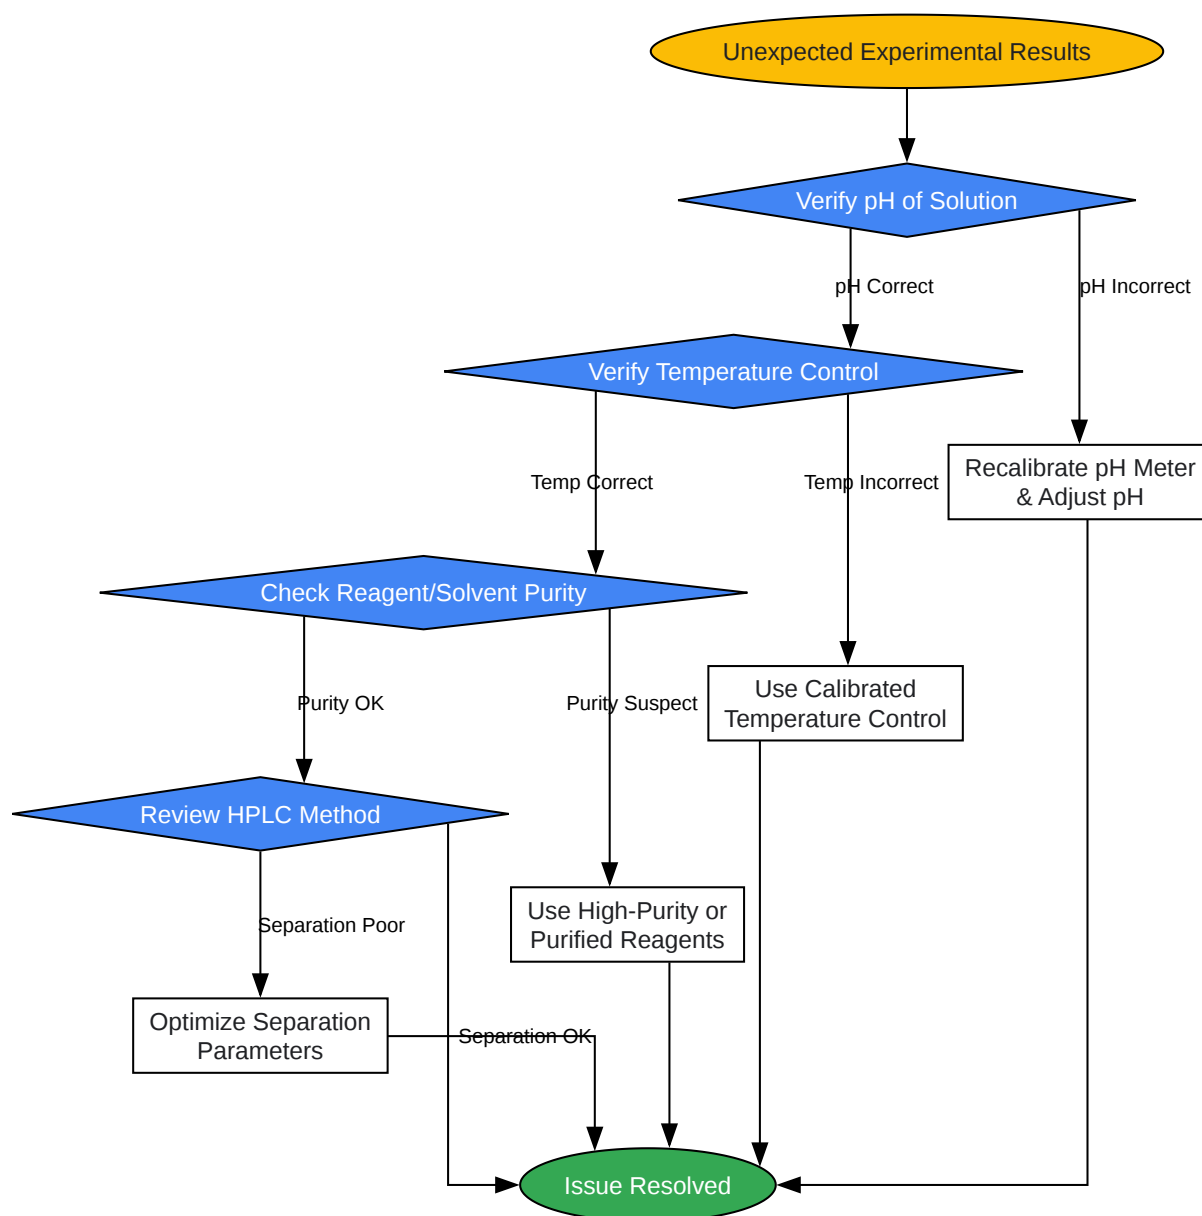 Unexpected Experimental Results
Verify pH of Solution
pH Correct
pH Incorrect
Verify Temperature Control
Recalibrate pH Meter
& Adjust pH
Temp Correct
Temp Incorrect
Check Reagent/Solvent Purity
Use Calibrated
Temperature Control
Purity OK
Purity Suspect
Review HPLC Method
Use High-Purity or
Purified Reagents
Separation Poor
Optimize Separation
Parameters
Separation OK
Issue Resolved